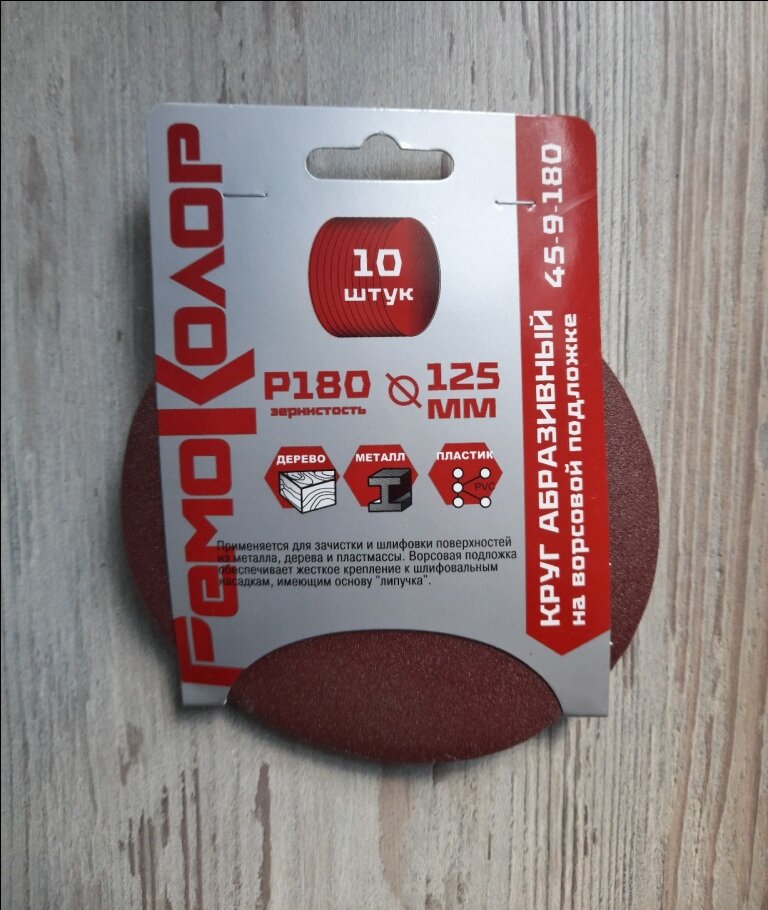 РемоКолор
10
штук
P180
зернистость
125
мм
ДЕРЕВО
МЕТАЛЛ
ПЛАСТИК
PVC
Применяется для зачистки и шлифовки поверхностей
из металла, дерева и пластмассы. Ворсовая подложка
обеспечивает жесткое крепление к шлифовальным
насадкам, имеющим основу "липучка".
КРУГ АБРАЗИВНЫЙ 45-9-180
на ворсовой подложке